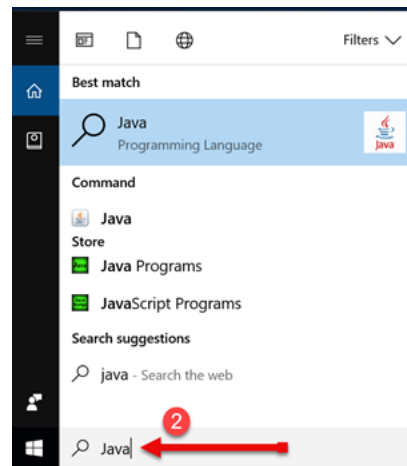 Filters
Best match
Java
Programming Language
Java
Command
Java
Store
Java Programs
JavaScript Programs
Search suggestions
java - Search the web
2
Java